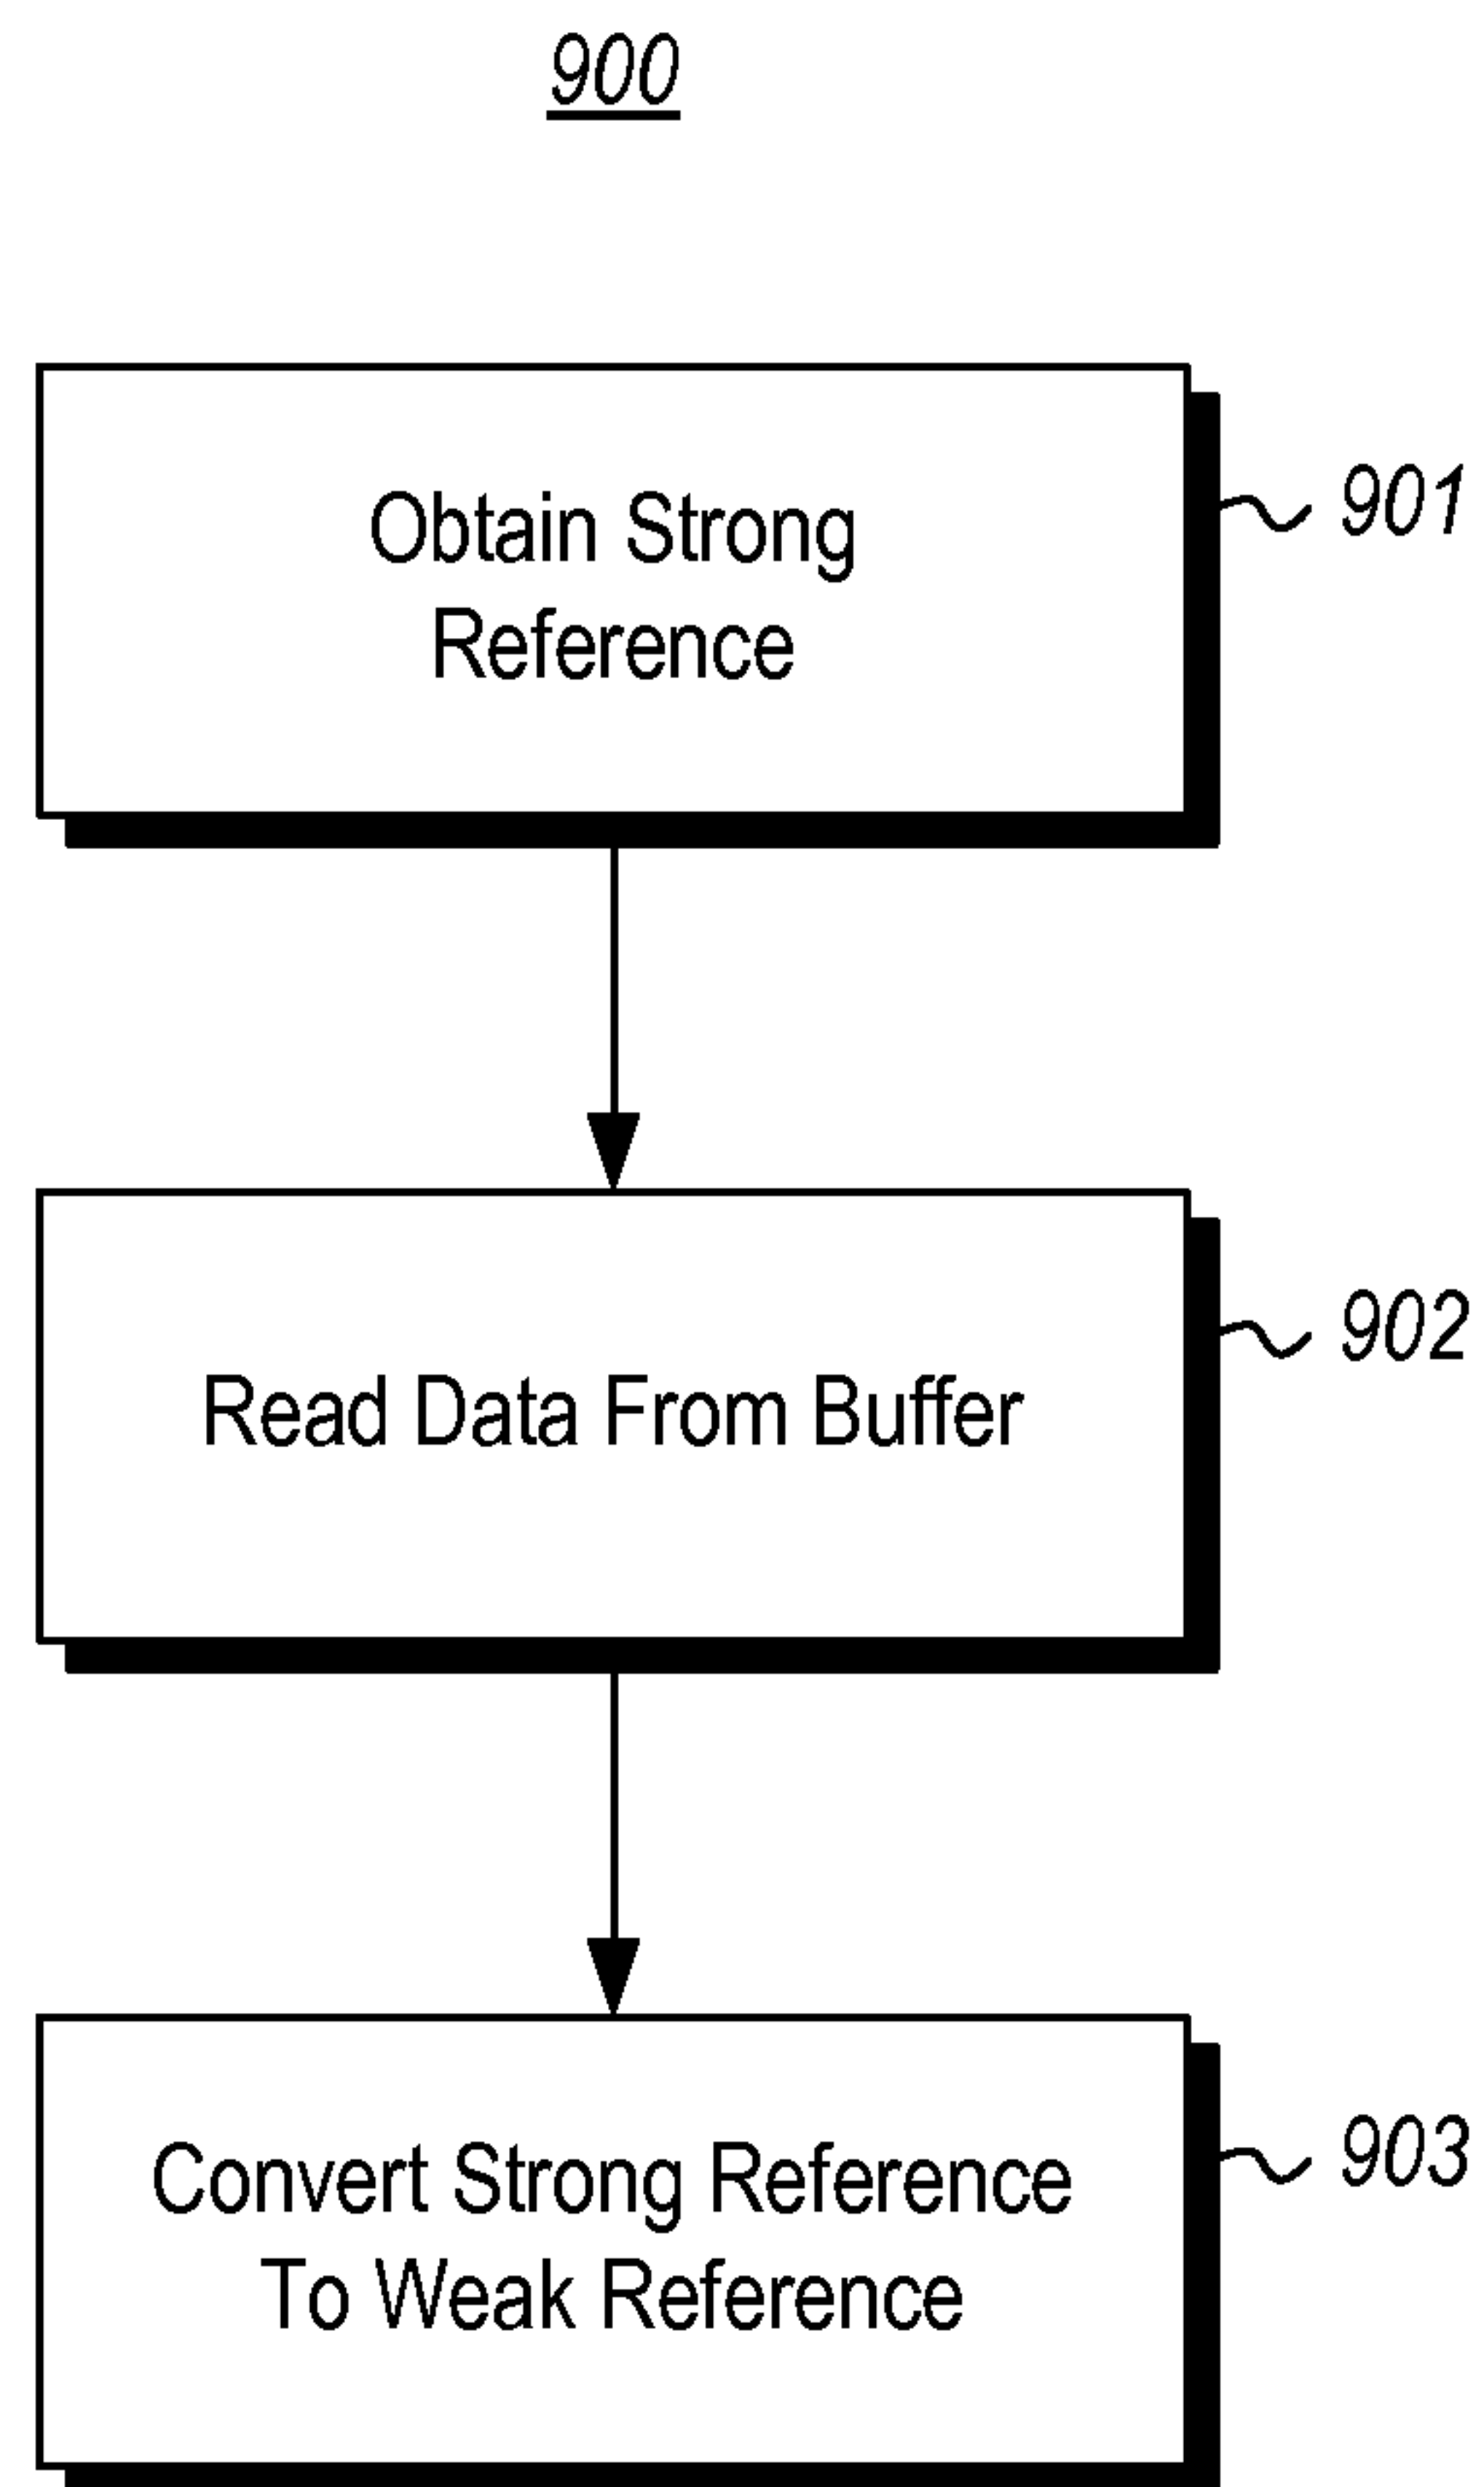 900
Obtain Strong
Reference
901
Read Data From Buffer
902
Convert Strong Reference
To Weak Reference
903